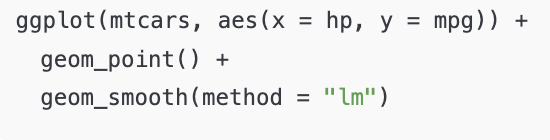 ggplot(mtcars, aes(x = hp, y = mpg)) +
  geom_point() +
  geom_smooth(method = "lm")